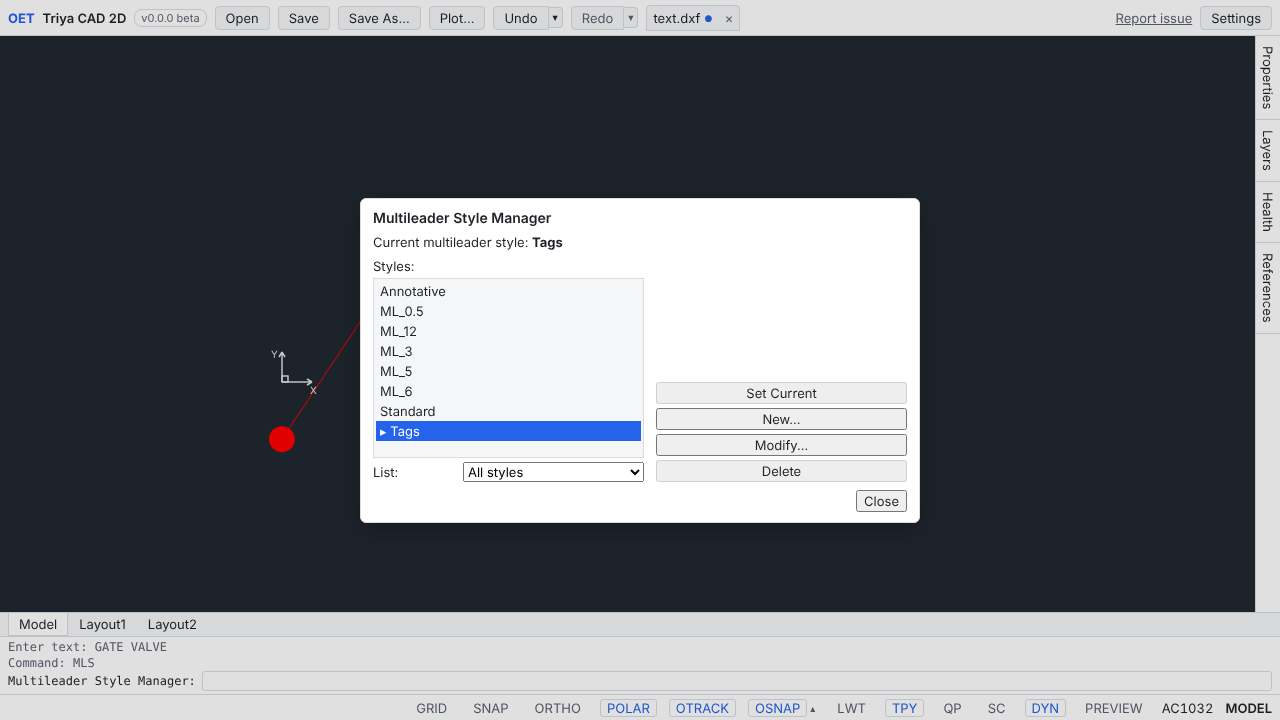 OET Triya CAD 2D v0.0.0 beta Open Save Save As... Plot... Undo ▾ Redo ▾ text.dxf ● × Report issue Settings
Properties
Layers
Health
References
Multileader Style Manager
Current multileader style: Tags
Styles:
Annotative
ML_0.5
ML_12
ML_3
ML_5
ML_6
Standard
▸ Tags
List: All styles
Set Current
New...
Modify...
Delete
Close
Y
X
Model Layout1 Layout2
Enter text: GATE VALVE
Command: MLS
Multileader Style Manager:
GRID SNAP ORTHO POLAR OTRACK OSNAP ▴ LWT TPY QP SC DYN PREVIEW AC1032 MODEL